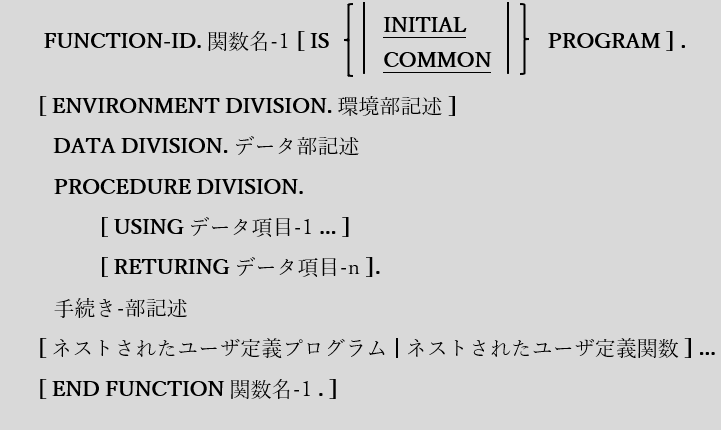 FUNCTION-ID. 関数名-1 [ IS { | INITIAL COMMON | } PROGRAM ] .
[ ENVIRONMENT DIVISION. 環境部記述 ]
DATA DIVISION. データ部記述
PROCEDURE DIVISION.
[ USING データ項目-1 ... ]
[ RETURING データ項目-n ].
手続き-部記述
[ ネストされたユーザ定義プログラム | ネストされたユーザ定義関数 ] ...
[ END FUNCTION 関数名-1 . ]